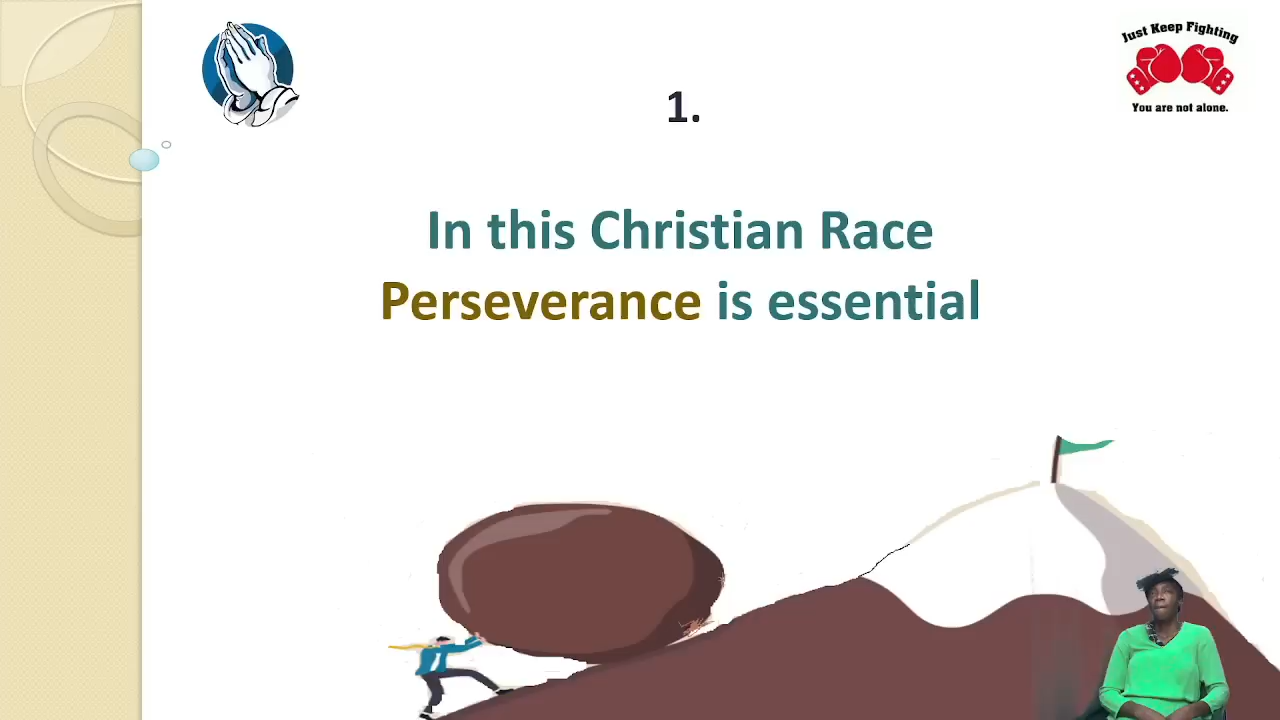 Just Keep Fighting
You are not alone.
1.
In this Christian Race
Perseverance is essential